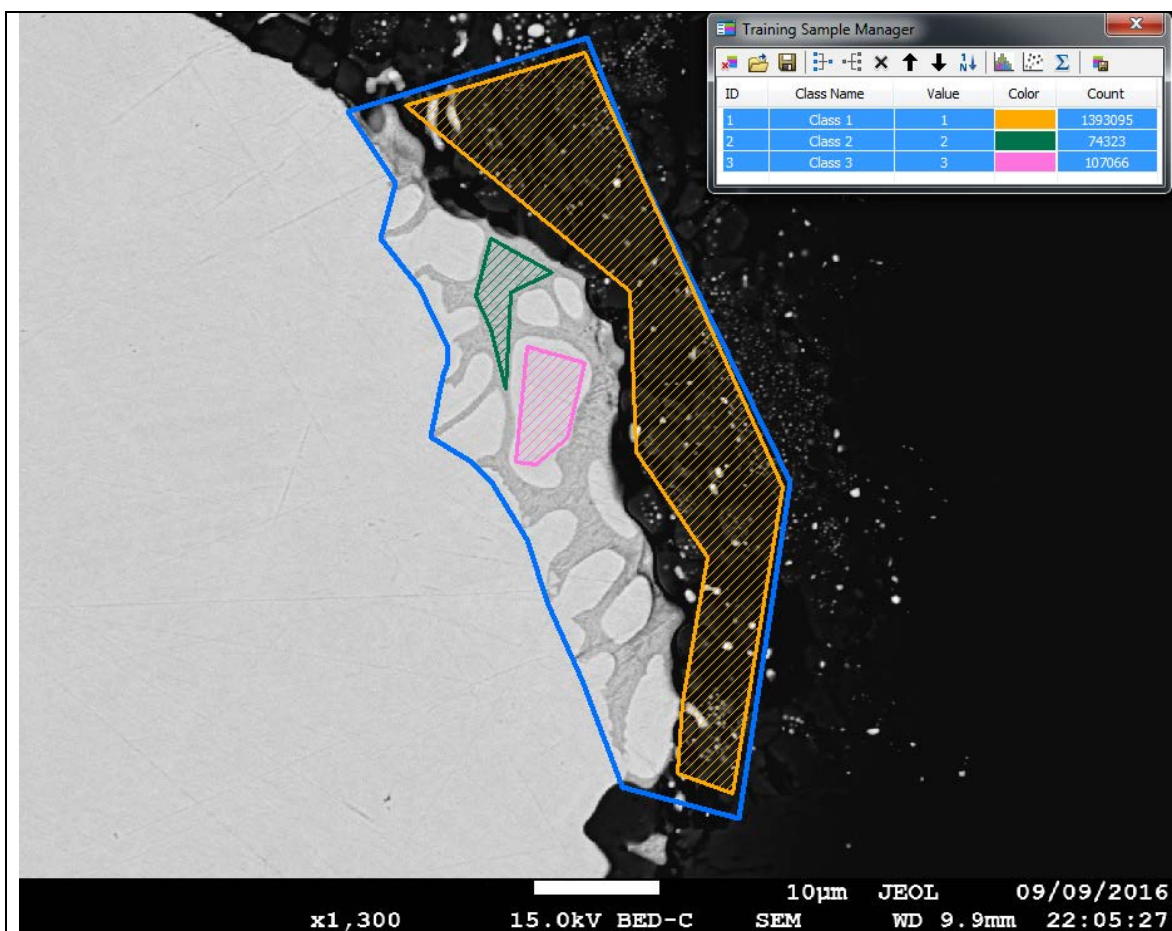 Training Sample Manager
ID Class Name Value Color Count
1 Class 1 1 1393095
2 Class 2 2 74323
3 Class 3 3 107066
10µm JEOL 09/09/2016
x1,300 15.0kV BED-C SEM WD 9.9mm 22:05:27